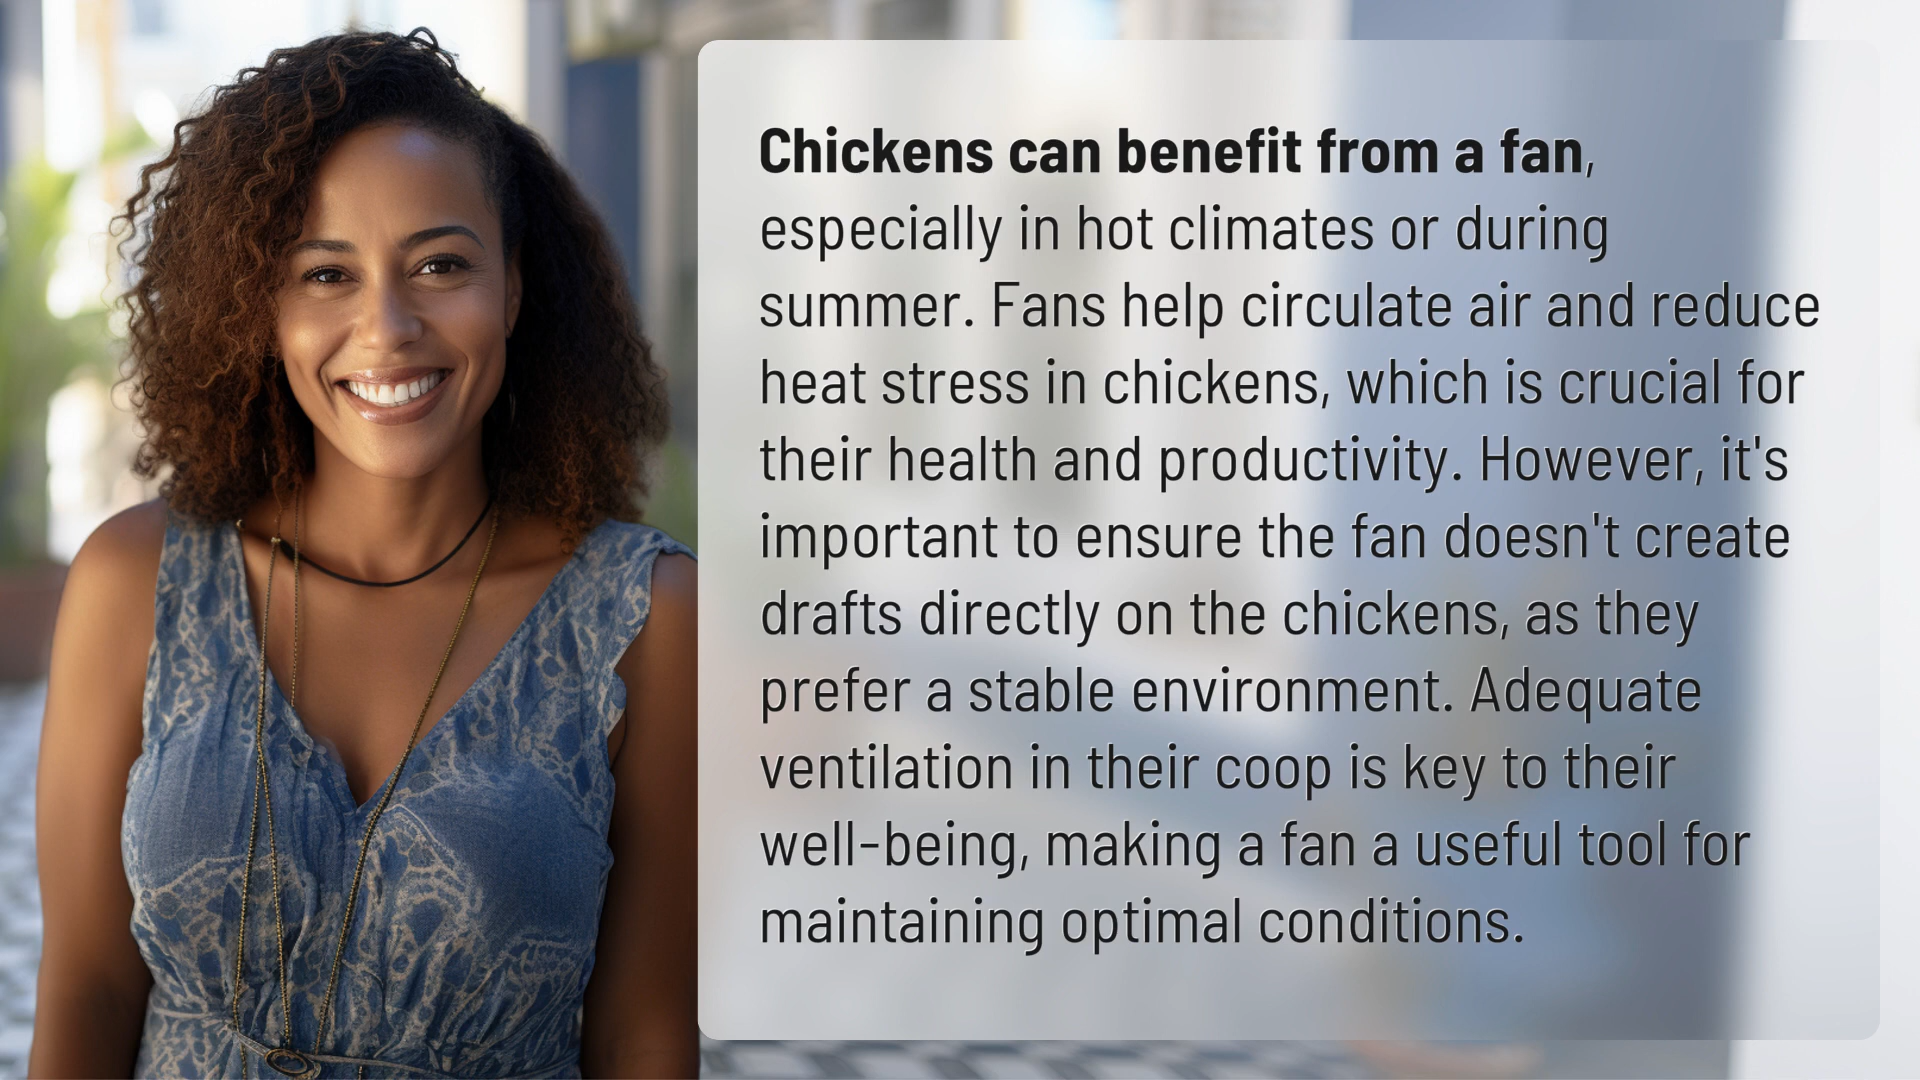 Chickens can benefit from a fan,
especially in hot climates or during
summer. Fans help circulate air and reduce
heat stress in chickens, which is crucial for
their health and productivity. However, it's
important to ensure the fan doesn't create
drafts directly on the chickens, as they
prefer a stable environment. Adequate
ventilation in their coop is key to their
well-being, making a fan a useful tool for
maintaining optimal conditions.